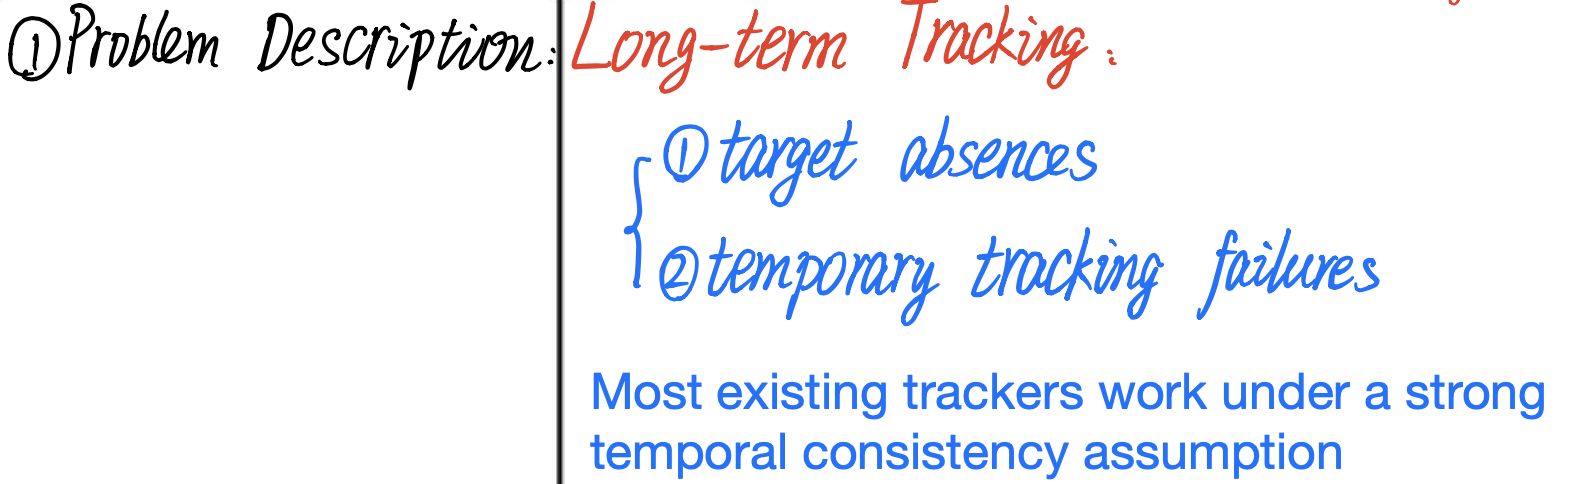 ①Problem Description:
Long-term Tracking:
①target absences
②temporary tracking failures
Most existing trackers work under a strong
temporal consistency assumption